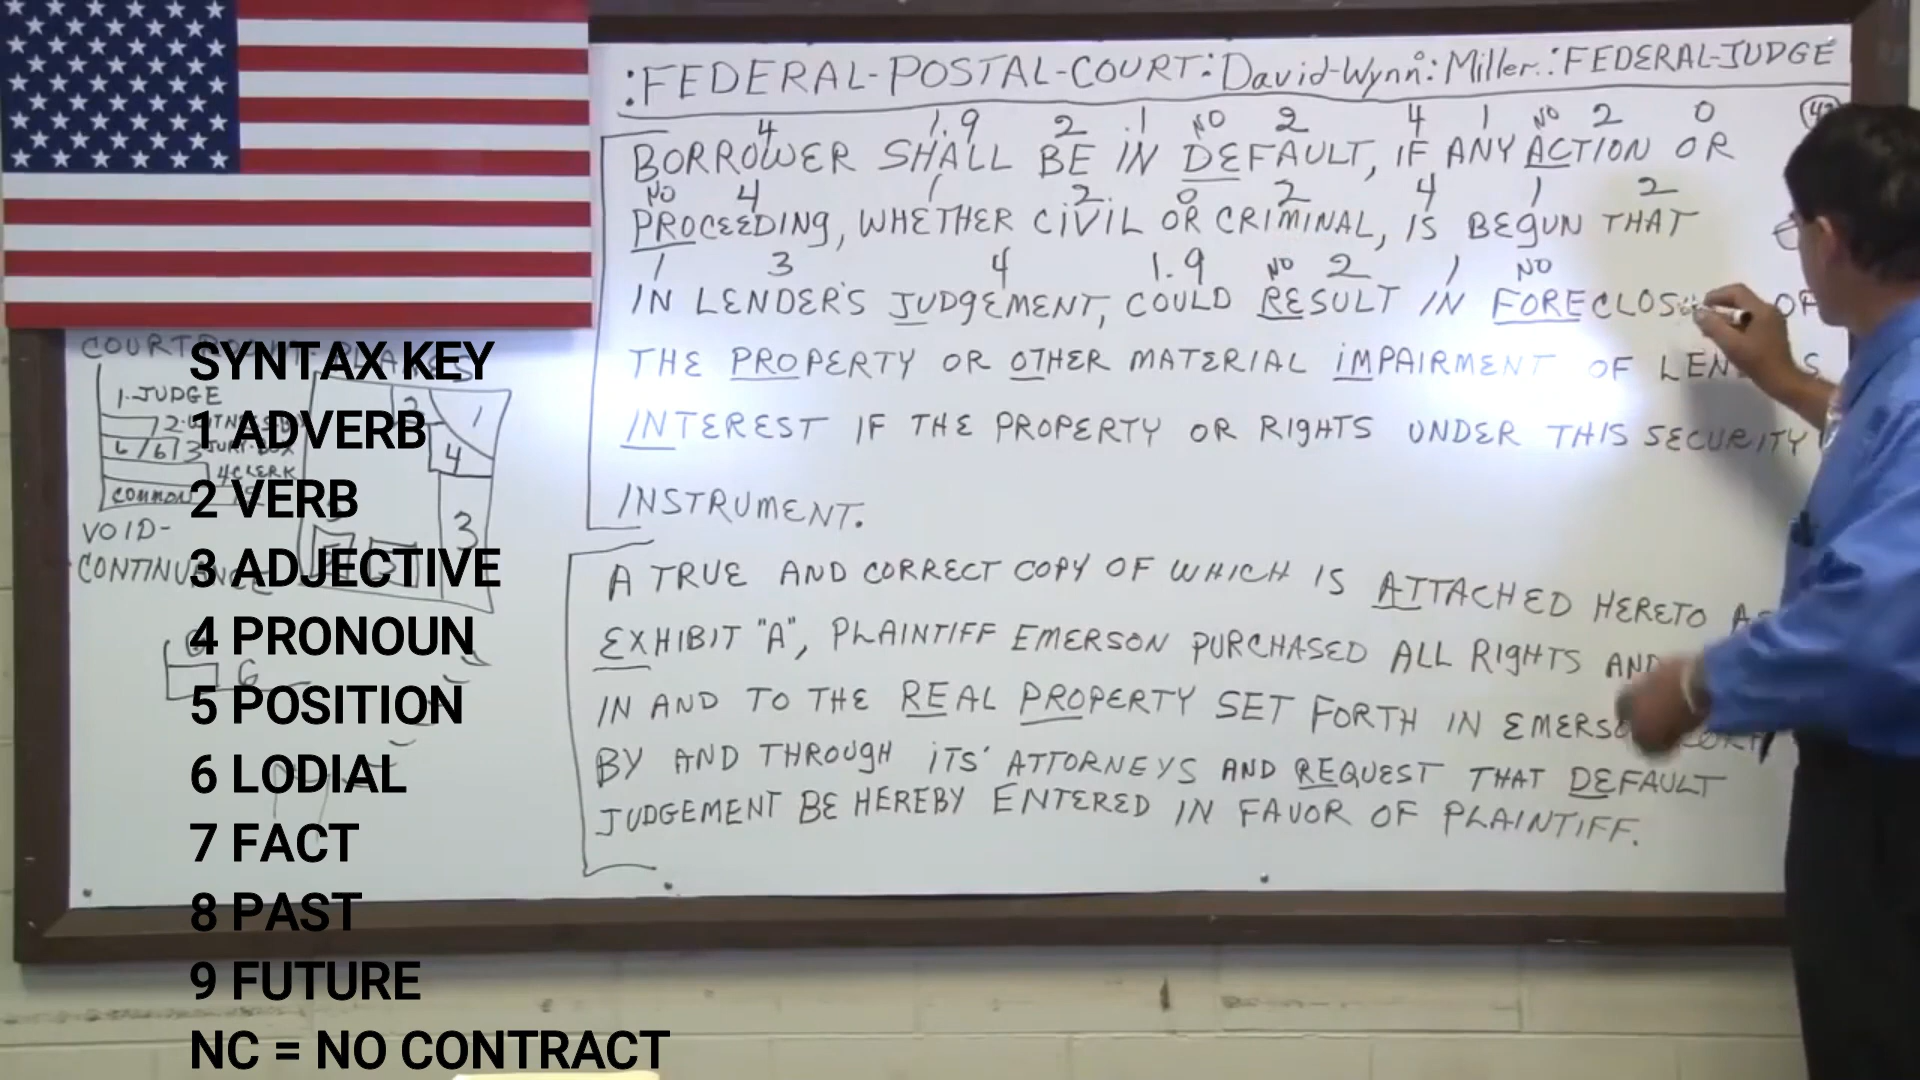 :FEDERAL-POSTAL-COURT: David-Wynn: Miller.:FEDERAL-JUDGE
4 1.9 2 .1 NO 2 4 1 NO 2 0
BORROWER SHALL BE IN DEFAULT, IF ANY ACTION OR
NO 4 1 2 0 2 4 1 2
PROCEEDING, WHETHER CIVIL OR CRIMINAL, IS BEGUN THAT
1 3 4 1.9 NO 2 1 NO
IN LENDER'S JUDGEMENT, COULD RESULT IN OF
THE PROPERTY OR OTHER MATERIAL IMPAIRMENT OF
INTEREST IF THE PROPERTY OR RIGHTS UNDER THIS SECURITY
INSTRUMENT.
A TRUE AND CORRECT COPY OF WHICH IS ATTACHED HERETO
EXHIBIT "A", PLAINTIFF EMERSON PURCHASED ALL RIGHTS AND
IN AND TO THE REAL PROPERTY SET FORTH IN
BY AND THROUGH ITS' ATTORNEYS AND REQUEST THAT DEFAULT
JUDGEMENT BE HEREBY ENTERED IN FAVOR OF PLAINTIFF.
1-JUDGE
4 CLERK
VOID-
1
4
3
6
SYNTAX KEY
1 ADVERB
2 VERB
3 ADJECTIVE
4 PRONOUN
5 POSITION
6 LODIAL
7 FACT
8 PAST
9 FUTURE
NC = NO CONTRACT